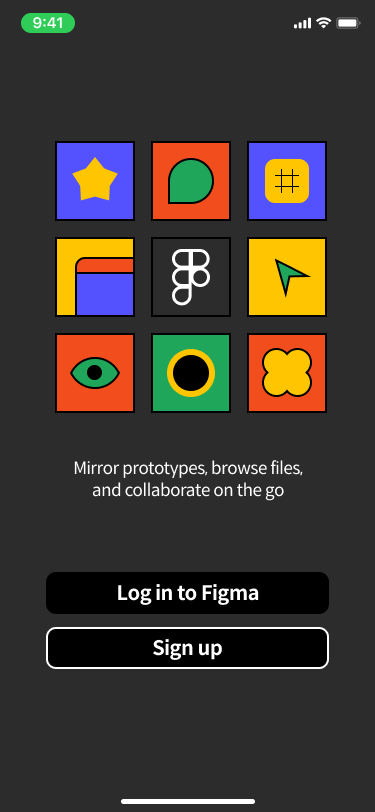 9:41
Mirror prototypes, browse files,
and collaborate on the go
Log in to Figma
Sign up